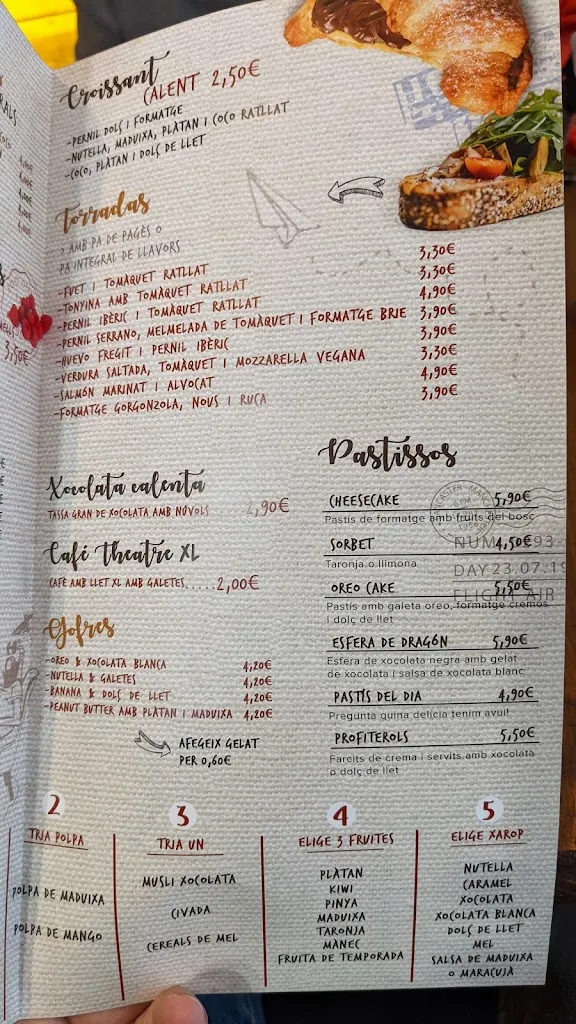 Croissant
CALENT 2,50€
-PERNIL DOLÇ I FORMATGE
-NUTELLA, MADUIXA, PLÀTAN I COCO RATLLAT
-COCO, PLÀTAN I DOLÇ DE LLET
Torradas
> AMB PA DE PAGÈS O
PA INTEGRAL DE LLAVORS
-FUET I TOMÀQUET RATLLAT 3,30€
-TONYINA AMB TOMÀQUET RATLLAT 3,30€
-PERNIL IBÈRIC I TOMÀQUET RATLLAT 4,90€
-PERNIL SERRANO, MELMELADA DE TOMÀQUET I FORMATGE BRIE 3,90€
-HUEVO FREGIT I PERNIL IBÈRIC 3,90€
-VERDURA SALTADA, TOMÀQUET I MOZZARELLA VEGANA 3,30€
-SALMÓN MARINAT I ALVOCAT 4,90€
-FORMATGE GORGONZOLA, NOUS I RUCA 3,90€
Xocolata calenta
TASSA GRAN DE XOCOLATA AMB NÚVOLS 2,90€
Café theatre XL
CAFÈ AMB LLET XL AMB GALETES.....2,00€
Gofres
-OREO & XOCOLATA BLANCA 4,20€
-NUTELLA & GALETES 4,20€
-BANANA & DOLÇ DE LLET 4,20€
-PEANUT BUTTER AMB PLÀTAN I MADUIXA 4,20€
AFEGEIX GELAT
PER 0,60€
Pastissos
CHEESECAKE 5,90€
Pastís de formatge amb fruits del bosc
SORBET 4,50€
Taronja o llimona
OREO CAKE 5,50€
Pastís amb galeta oreo, formatge cremós
i dolç de llet
ESFERA DE DRAGÓN 5,90€
Esfera de xocolata negra amb gelat
de xocolata i salsa de xocolata blanc
PASTÍS DEL DIA 4,90€
Pregunta quina delícia tenim avui!
PROFITEROLS 5,50€
Farcits de crema i servits amb xocolata
o dolç de llet
DAY23.07.19
FLIGHT AIR
2
TRIA POLPA
POLPA DE MADUIXA
POLPA DE MANGO
3
TRIA UN
MUSLI XOCOLATA
CIVADA
CEREALS DE MEL
4
ELIGE 3 FRUITES
PLÀTAN
KIWI
PINYA
MADUIXA
TARONJA
MÀNEC
FRUITA DE TEMPORADA
5
ELIGE XAROP
NUTELLA
CARAMEL
XOCOLATA
XOCOLATA BLANCA
DOLÇ DE LLET
MEL
SALSA DE MADUIXA
O MARACUJÀ
3,50€